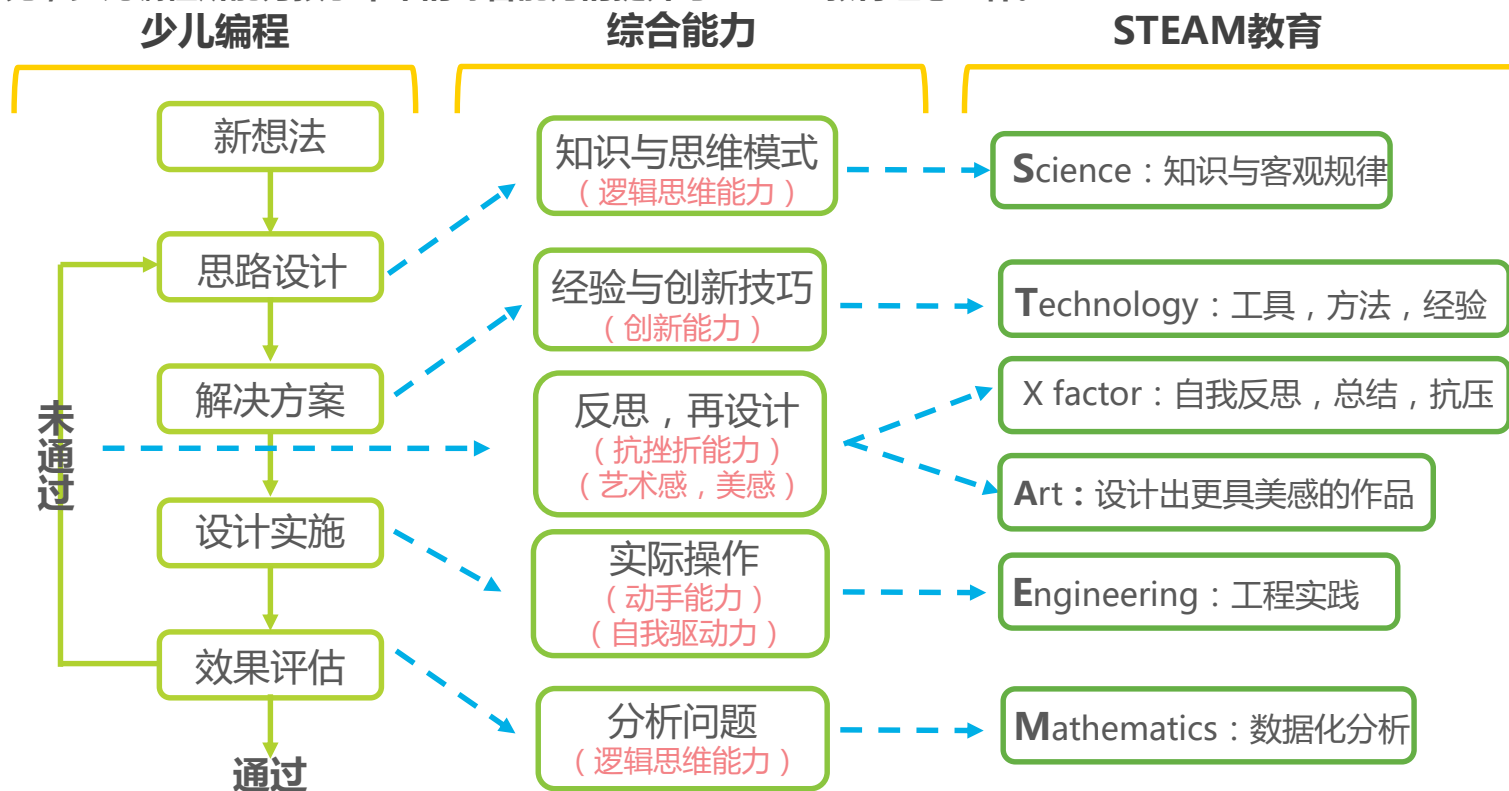 少儿编程
综合能力
STEAM教育
新想法
思路设计
解决方案
设计实施
效果评估
通过
未通过
知识与思维模式
（逻辑思维能力）
经验与创新技巧
（创新能力）
反思，再设计
（抗挫折能力）
（艺术感，美感）
实际操作
（动手能力）
（自我驱动力）
分析问题
（逻辑思维能力）
Science：知识与客观规律
Technology：工具，方法，经验
X factor：自我反思，总结，抗压
Art：设计出更具美感的作品
Engineering：工程实践
Mathematics：数据化分析